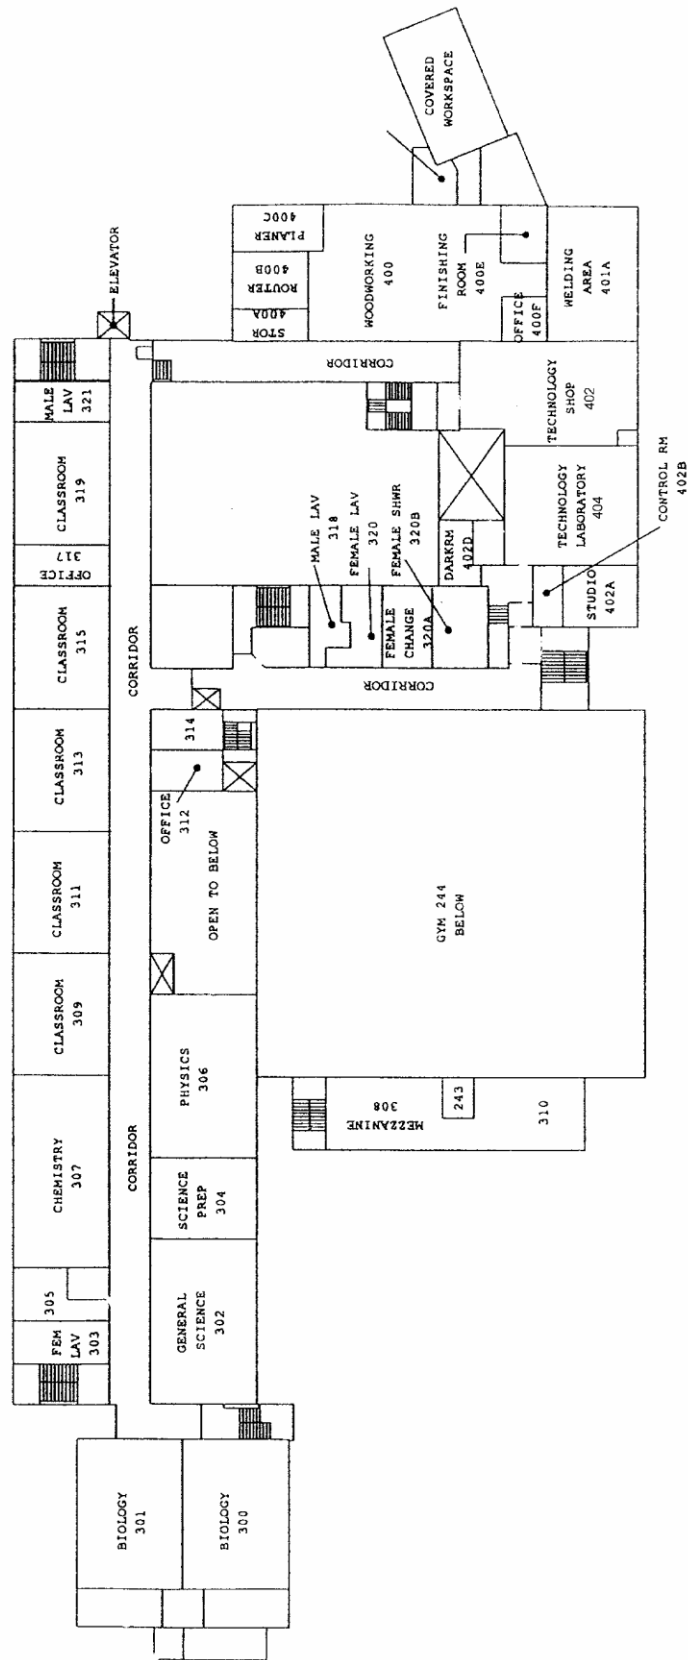 COVERED
WORKSPACE
ELEVATOR
PLANER
400C
ROUTER
400B
STOR
400A
WOODWORKING
400
FINISHING
ROOM
400E
OFFICE
400F
WELDING
AREA
401A
CORRIDOR
MALE LAV
321
CLASSROOM
319
OFFICE
317
CLASSROOM
315
CLASSROOM
313
CLASSROOM
311
CLASSROOM
309
CHEMISTRY
307
305
FEM
LAV
303
CORRIDOR
CORRIDOR
MALE LAV
318
FEMALE LAV
320
FEMALE SHWR
320B
FEMALE
CHANGE
320A
DARKRM
402D
TECHNOLOGY
SHOP
402
TECHNOLOGY
LABORATORY
404
CONTROL RM
402B
STUDIO
402A
CORRIDOR
314
OFFICE
312
OPEN TO BELOW
GYM 244
BELOW
PHYSICS
306
SCIENCE
PREP
304
GENERAL
SCIENCE
302
MEZZANINE
308
243
310
BIOLOGY
301
BIOLOGY
300